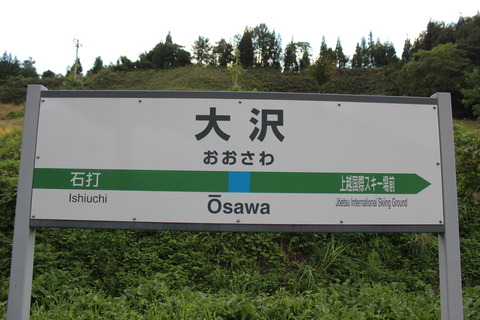 大沢
おおさわ
石打 上越国際スキー場前
Ishiuchi Jōetsu International Skiing Ground
Ōsawa